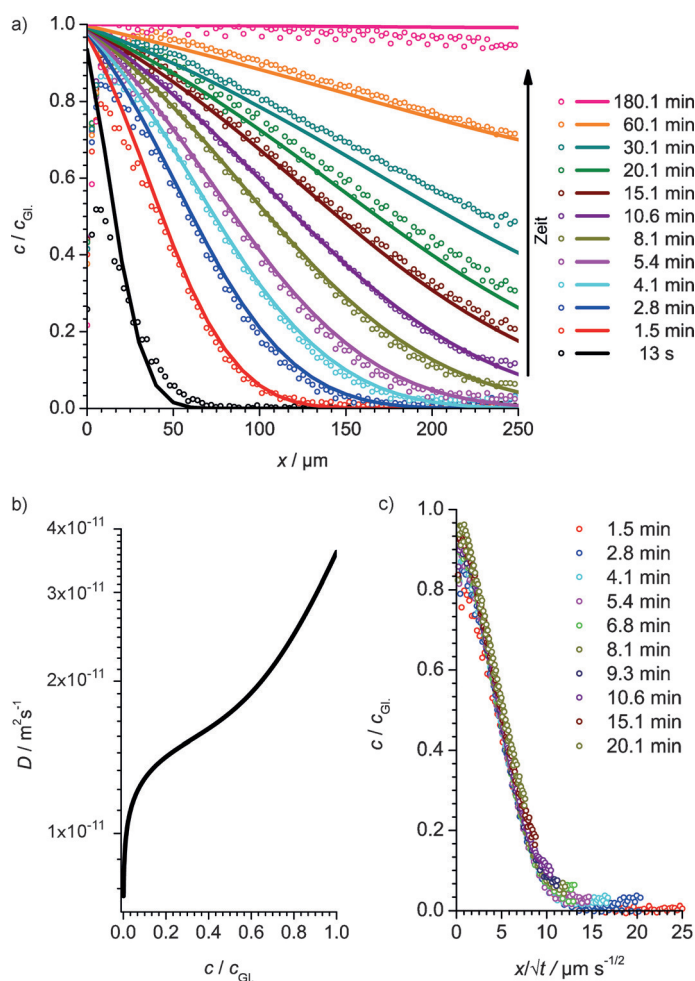 a)
1.0
0.8
0.6
0.4
0.2
0.0
c / cGl.
0 50 100 150 200 250
x / µm
Zeit
180.1 min
60.1 min
30.1 min
20.1 min
15.1 min
10.6 min
8.1 min
5.4 min
4.1 min
2.8 min
1.5 min
13 s
b)
4x10⁻¹¹
3x10⁻¹¹
2x10⁻¹¹
1x10⁻¹¹
D / m²s⁻¹
0.0 0.2 0.4 0.6 0.8 1.0
c / cGl.
c)
1.0
0.8
0.6
0.4
0.2
0.0
c / cGl.
0 5 10 15 20 25
x/√t / µm s⁻¹/²
1.5 min
2.8 min
4.1 min
5.4 min
6.8 min
8.1 min
9.3 min
10.6 min
15.1 min
20.1 min